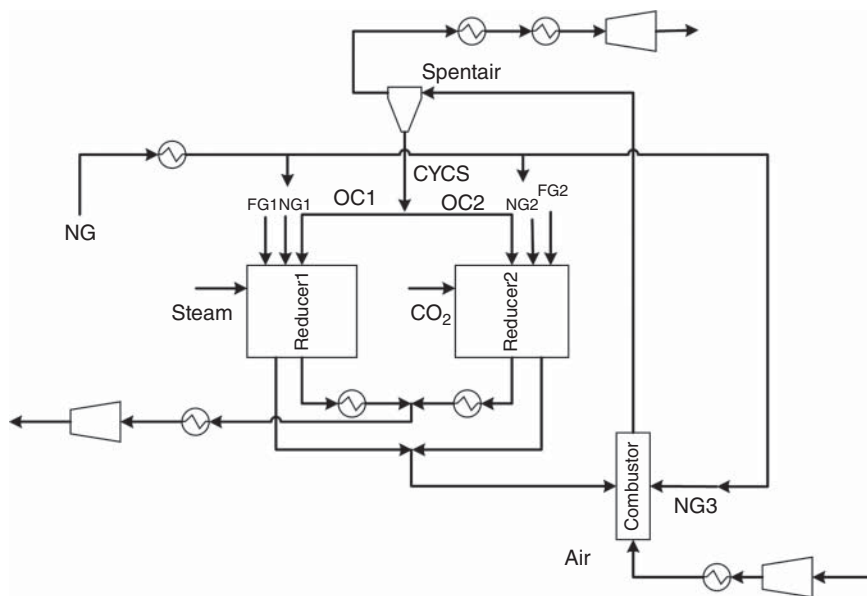 Spentair
CYCS
OC1
OC2
FG1
NG1
NG2
FG2
NG
Steam
Reducer1
CO₂
Reducer2
Combustor
NG3
Air